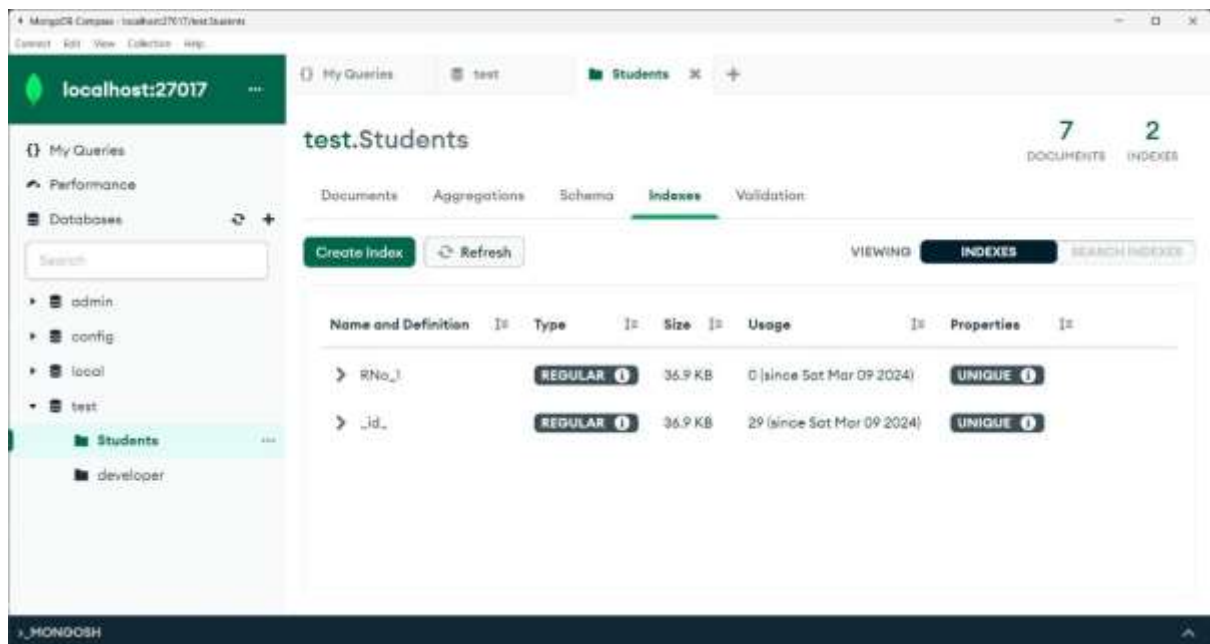 MongoDB Compass - localhost:27017/test.Students
Connect Edit View Collection Help
localhost:27017 ...
{} My Queries test Students × +
test.Students
7 DOCUMENTS 2 INDEXES
{} My Queries
Performance
Databases
Search
admin
config
local
test
Students ...
developer
Documents Aggregations Schema Indexes Validation
Create Index Refresh VIEWING INDEXES SEARCH INDEXES
Name and Definition Type Size Usage Properties
RNo_1 REGULAR 36.9 KB 0 (since Sat Mar 09 2024) UNIQUE
_id_ REGULAR 36.9 KB 29 (since Sat Mar 09 2024) UNIQUE
>_MONGOSH